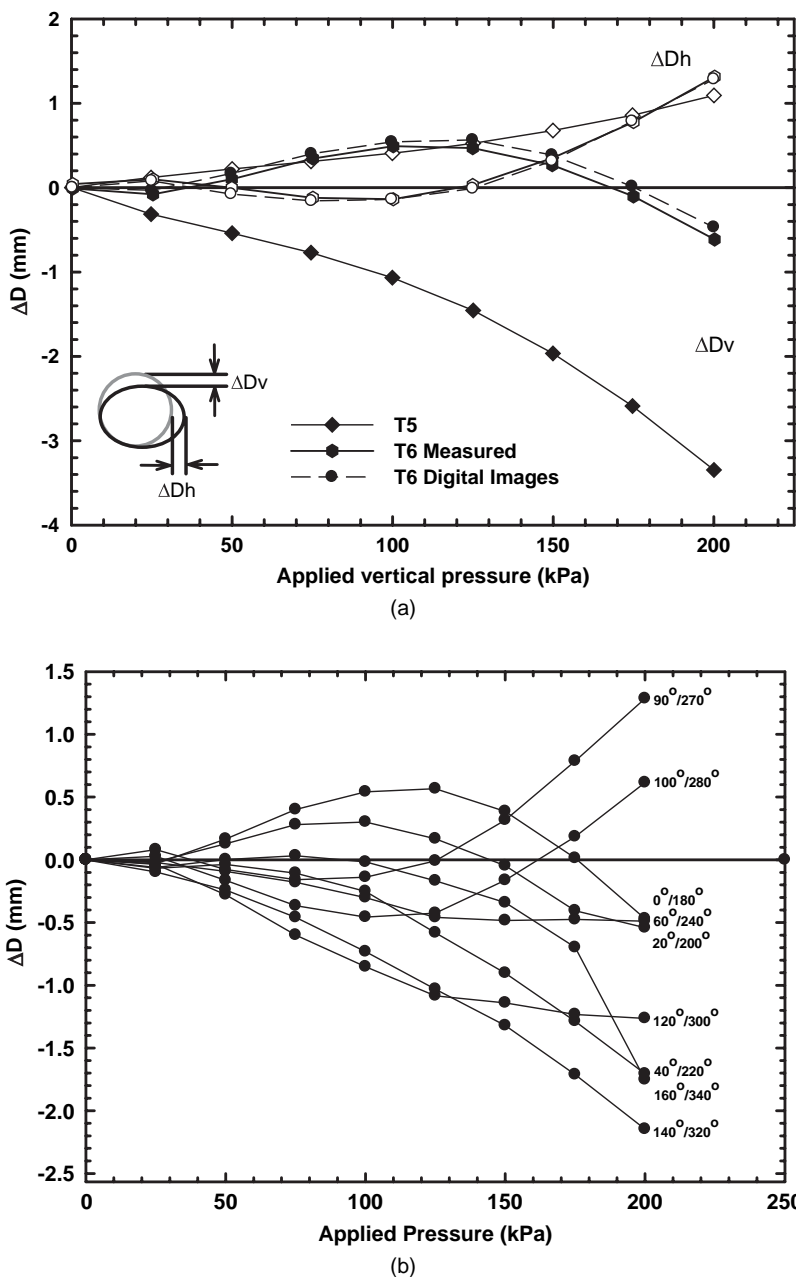 2
1
0
-1
-2
-3
-4
ΔD (mm)
ΔDh
ΔDv
ΔDv
ΔDh
T5
T6 Measured
T6 Digital Images
0 50 100 150 200
Applied vertical pressure (kPa)
(a)
1.5
1.0
0.5
0.0
-0.5
-1.0
-1.5
-2.0
-2.5
ΔD (mm)
90°/270°
100°/280°
0°/180°
60°/240°
20°/200°
120°/300°
40°/220°
160°/340°
140°/320°
0 50 100 150 200 250
Applied Pressure (kPa)
(b)